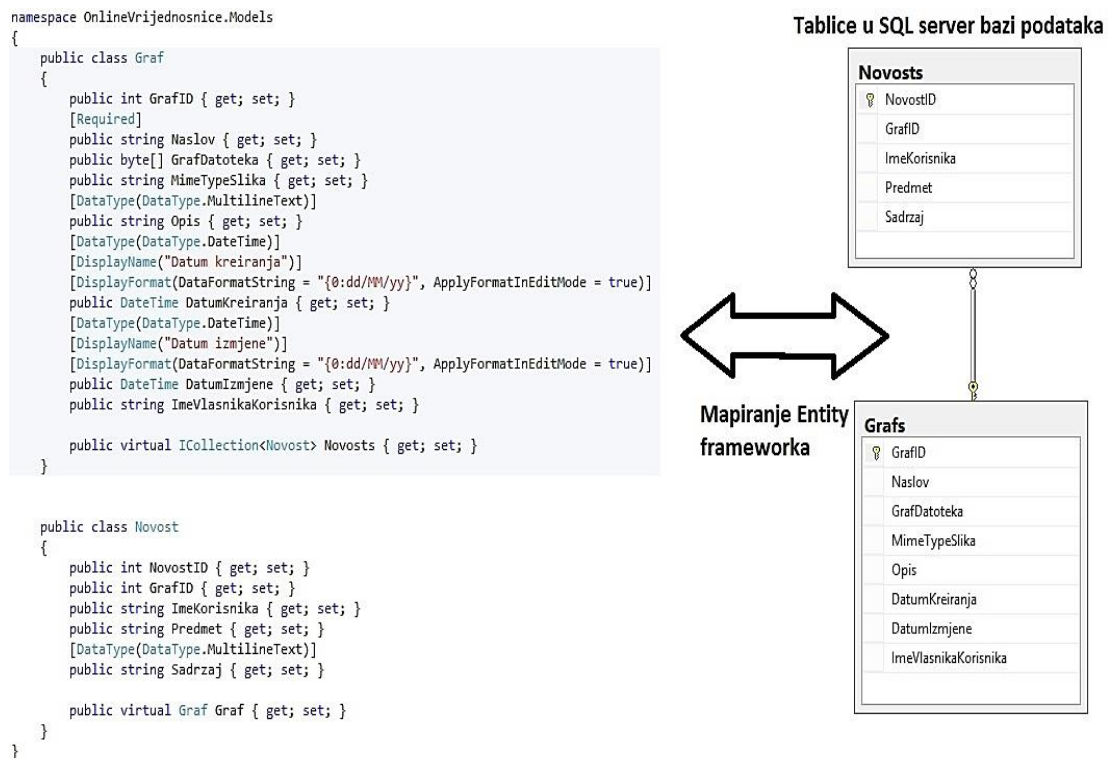 namespace OnlineVrijednosnice.Models
{
public class Graf
{
public int GrafID { get; set; }
[Required]
public string Naslov { get; set; }
public byte[] GrafDatoteka { get; set; }
public string MimeTypeSlika { get; set; }
[DataType(DataType.MultilineText)]
public string Opis { get; set; }
[DataType(DataType.DateTime)]
[DisplayName("Datum kreiranja")]
[DisplayFormat(DataFormatString = "{0:dd/MM/yy}", ApplyFormatInEditMode = true)]
public DateTime DatumKreiranja { get; set; }
[DataType(DataType.DateTime)]
[DisplayName("Datum izmjene")]
[DisplayFormat(DataFormatString = "{0:dd/MM/yy}", ApplyFormatInEditMode = true)]
public DateTime DatumIzmjene { get; set; }
public string ImeVlasnikaKorisnika { get; set; }
public virtual ICollection<Novost> Novosts { get; set; }
}
public class Novost
{
public int NovostID { get; set; }
public int GrafID { get; set; }
public string ImeKorisnika { get; set; }
public string Predmet { get; set; }
[DataType(DataType.MultilineText)]
public string Sadrzaj { get; set; }
public virtual Graf Graf { get; set; }
}
}
Tablice u SQL server bazi podataka
Novosts
NovostID
GrafID
ImeKorisnika
Predmet
Sadrzaj
Mapiranje Entity
frameworka
Grafs
GrafID
Naslov
GrafDatoteka
MimeTypeSlika
Opis
DatumKreiranja
DatumIzmjene
ImeVlasnikaKorisnika